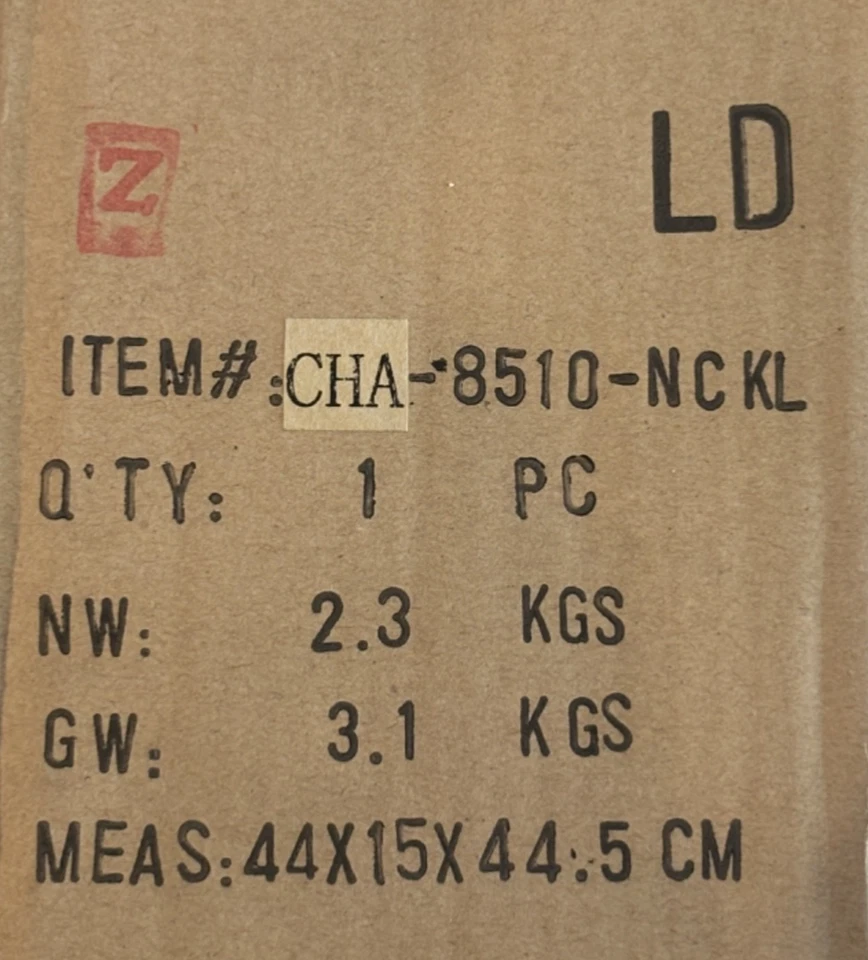 Z LD
ITEM#:CHA-8510-NCKL
Q'TY: 1 PC
NW: 2.3 KGS
GW: 3.1 KGS
MEAS:44X15X44.5 CM